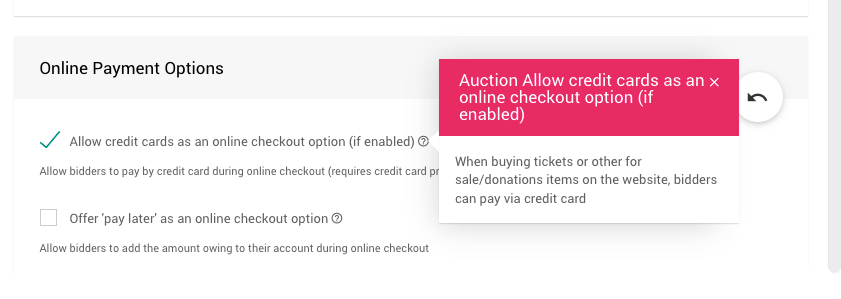 Online Payment Options
Auction Allow credit cards as an ×
online checkout option (if
enabled)
Allow credit cards as an online checkout option (if enabled) ?
When buying tickets or other for
sale/donations items on the website, bidders
can pay via credit card
Allow bidders to pay by credit card during online checkout (requires credit card
Offer 'pay later' as an online checkout option ?
Allow bidders to add the amount owing to their account during online checkout